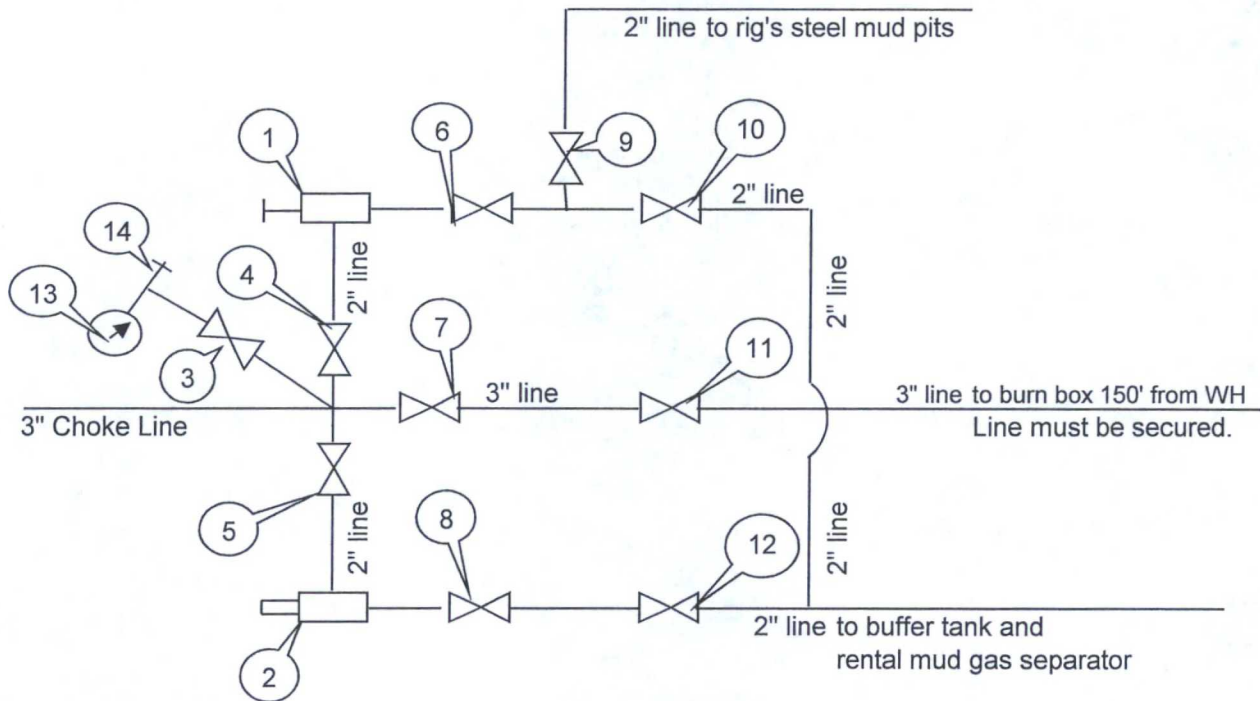 2" line to rig's steel mud pits
1
6
9
10
2" line
14
13
4
2" line
2" line
3
7
11
3" line
3" line to burn box 150' from WH
3" Choke Line
Line must be secured.
5
2" line
8
12
2" line
2" line to buffer tank and
rental mud gas separator
2